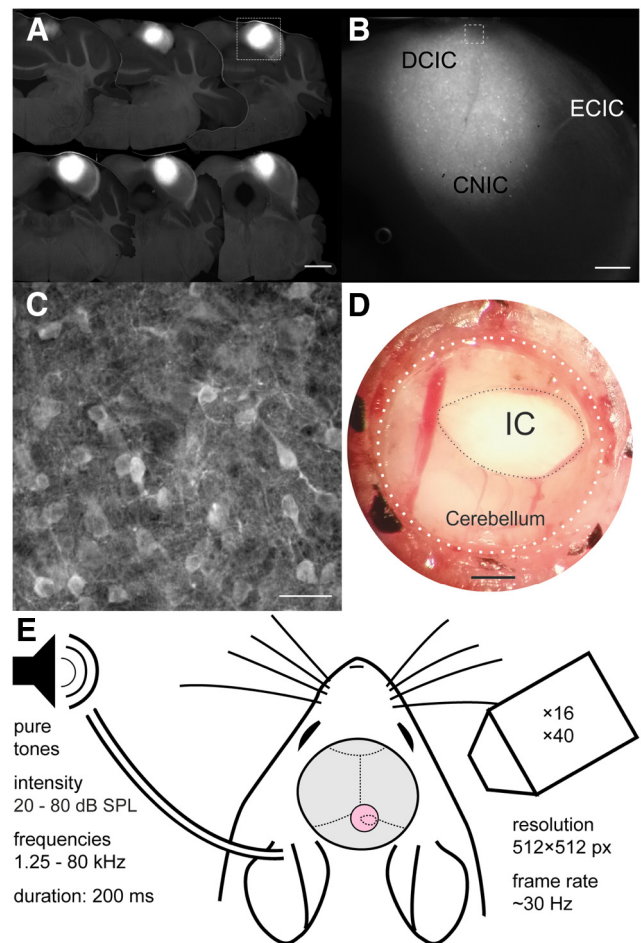 A
B
DCIC
ECIC
CNIC
C
D
IC
Cerebellum
E
pure
tones
intensity
20 - 80 dB SPL
frequencies
1.25 - 80 kHz
duration: 200 ms
×16
×40
resolution
512×512 px
frame rate
~30 Hz